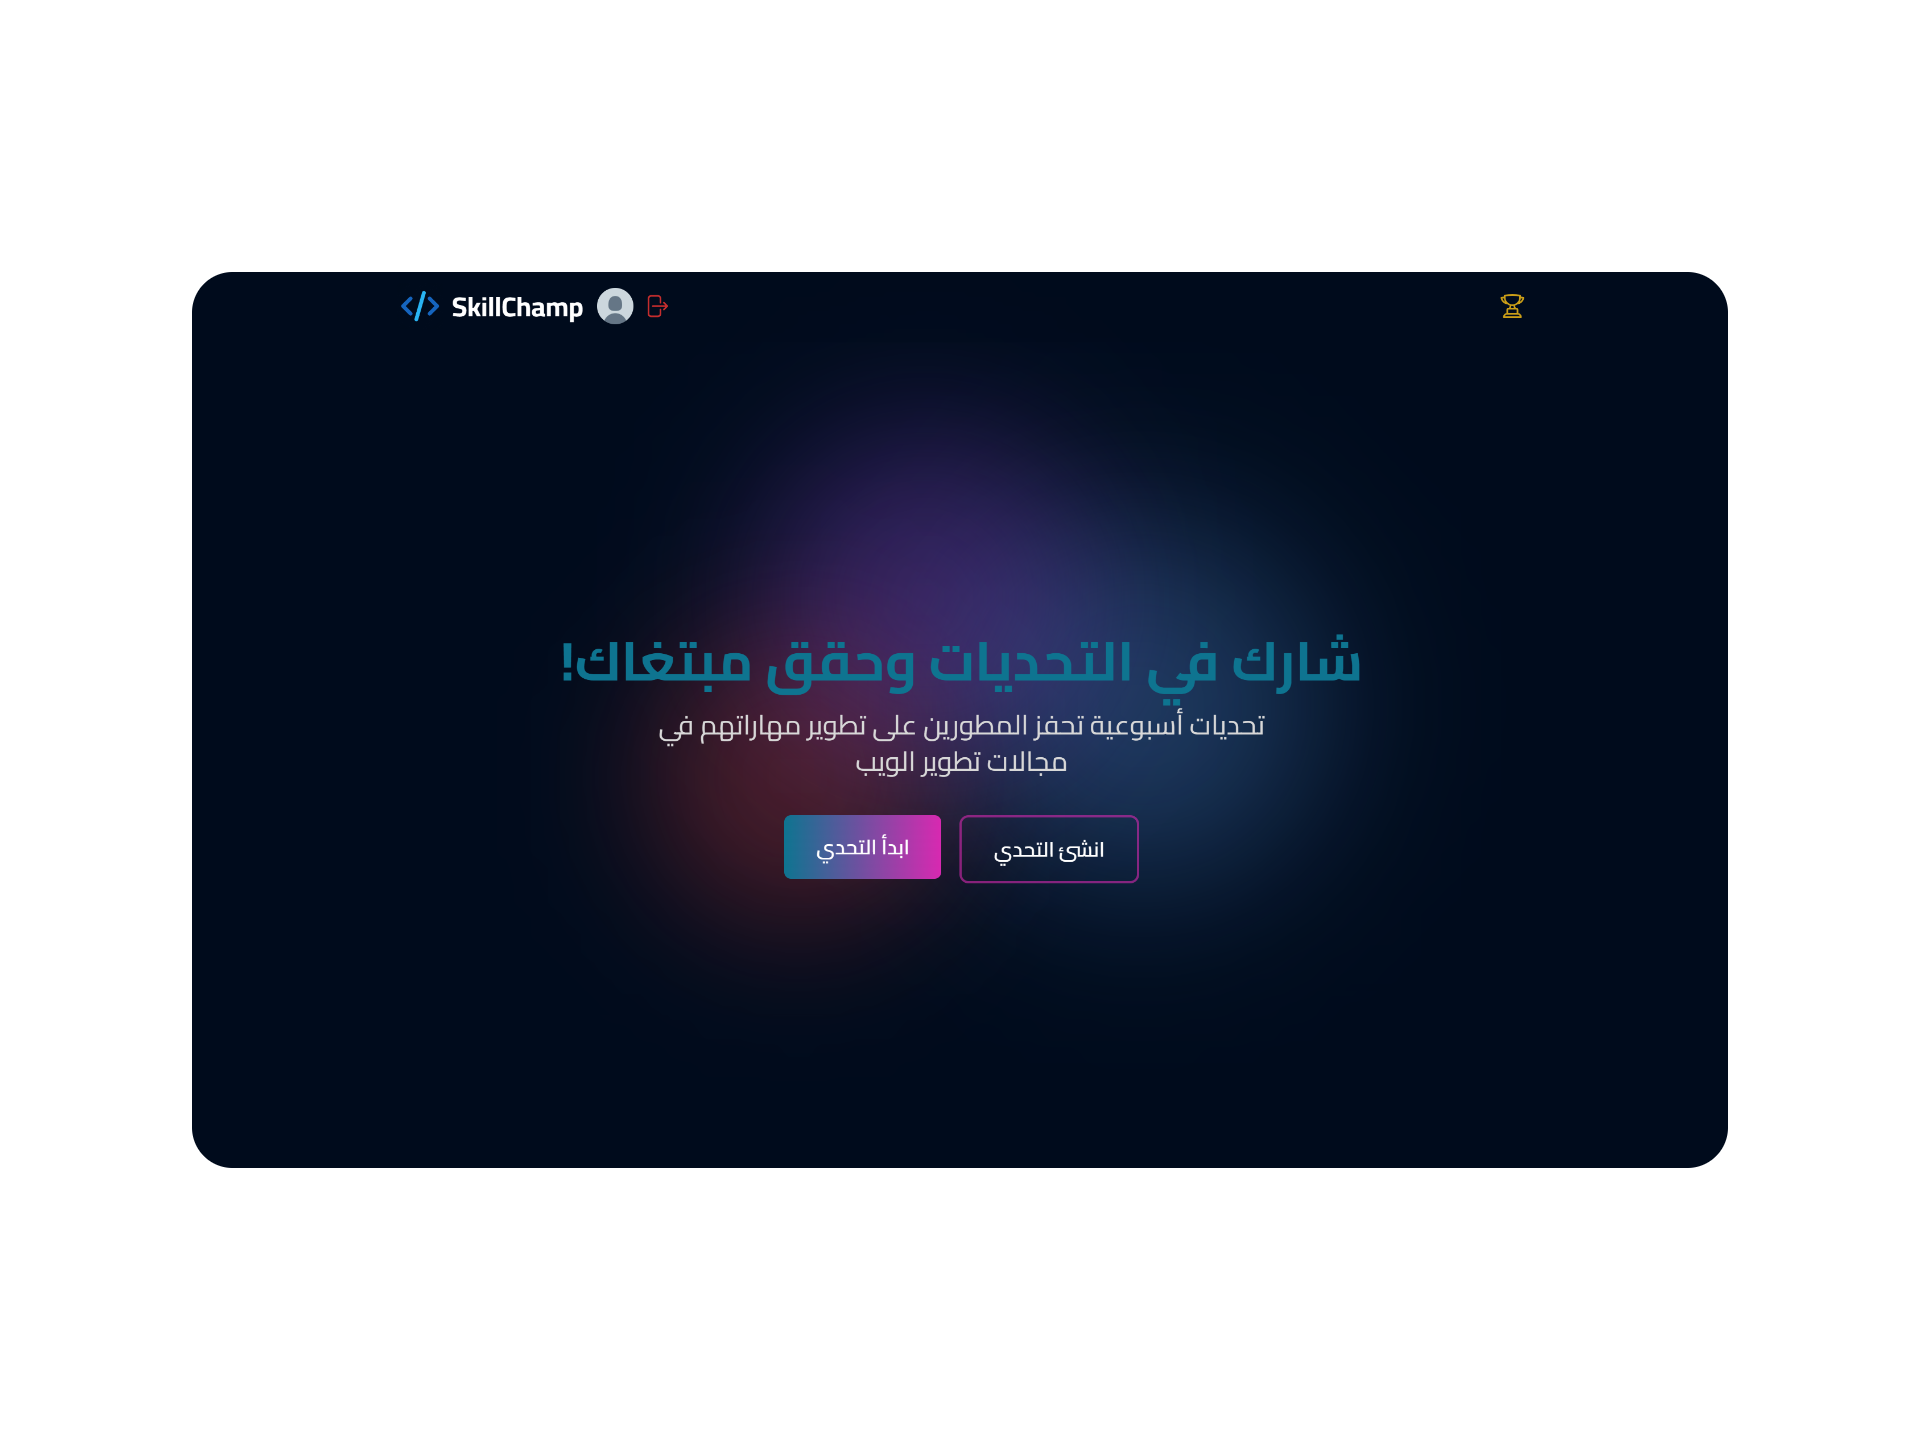 SkillChamp
شارك في التحديات وحقق مبتغاك!
تحديات أسبوعية تحفز المطورين على تطوير مهاراتهم في
مجالات تطوير الويب
انشئ التحدي
ابدأ التحدي